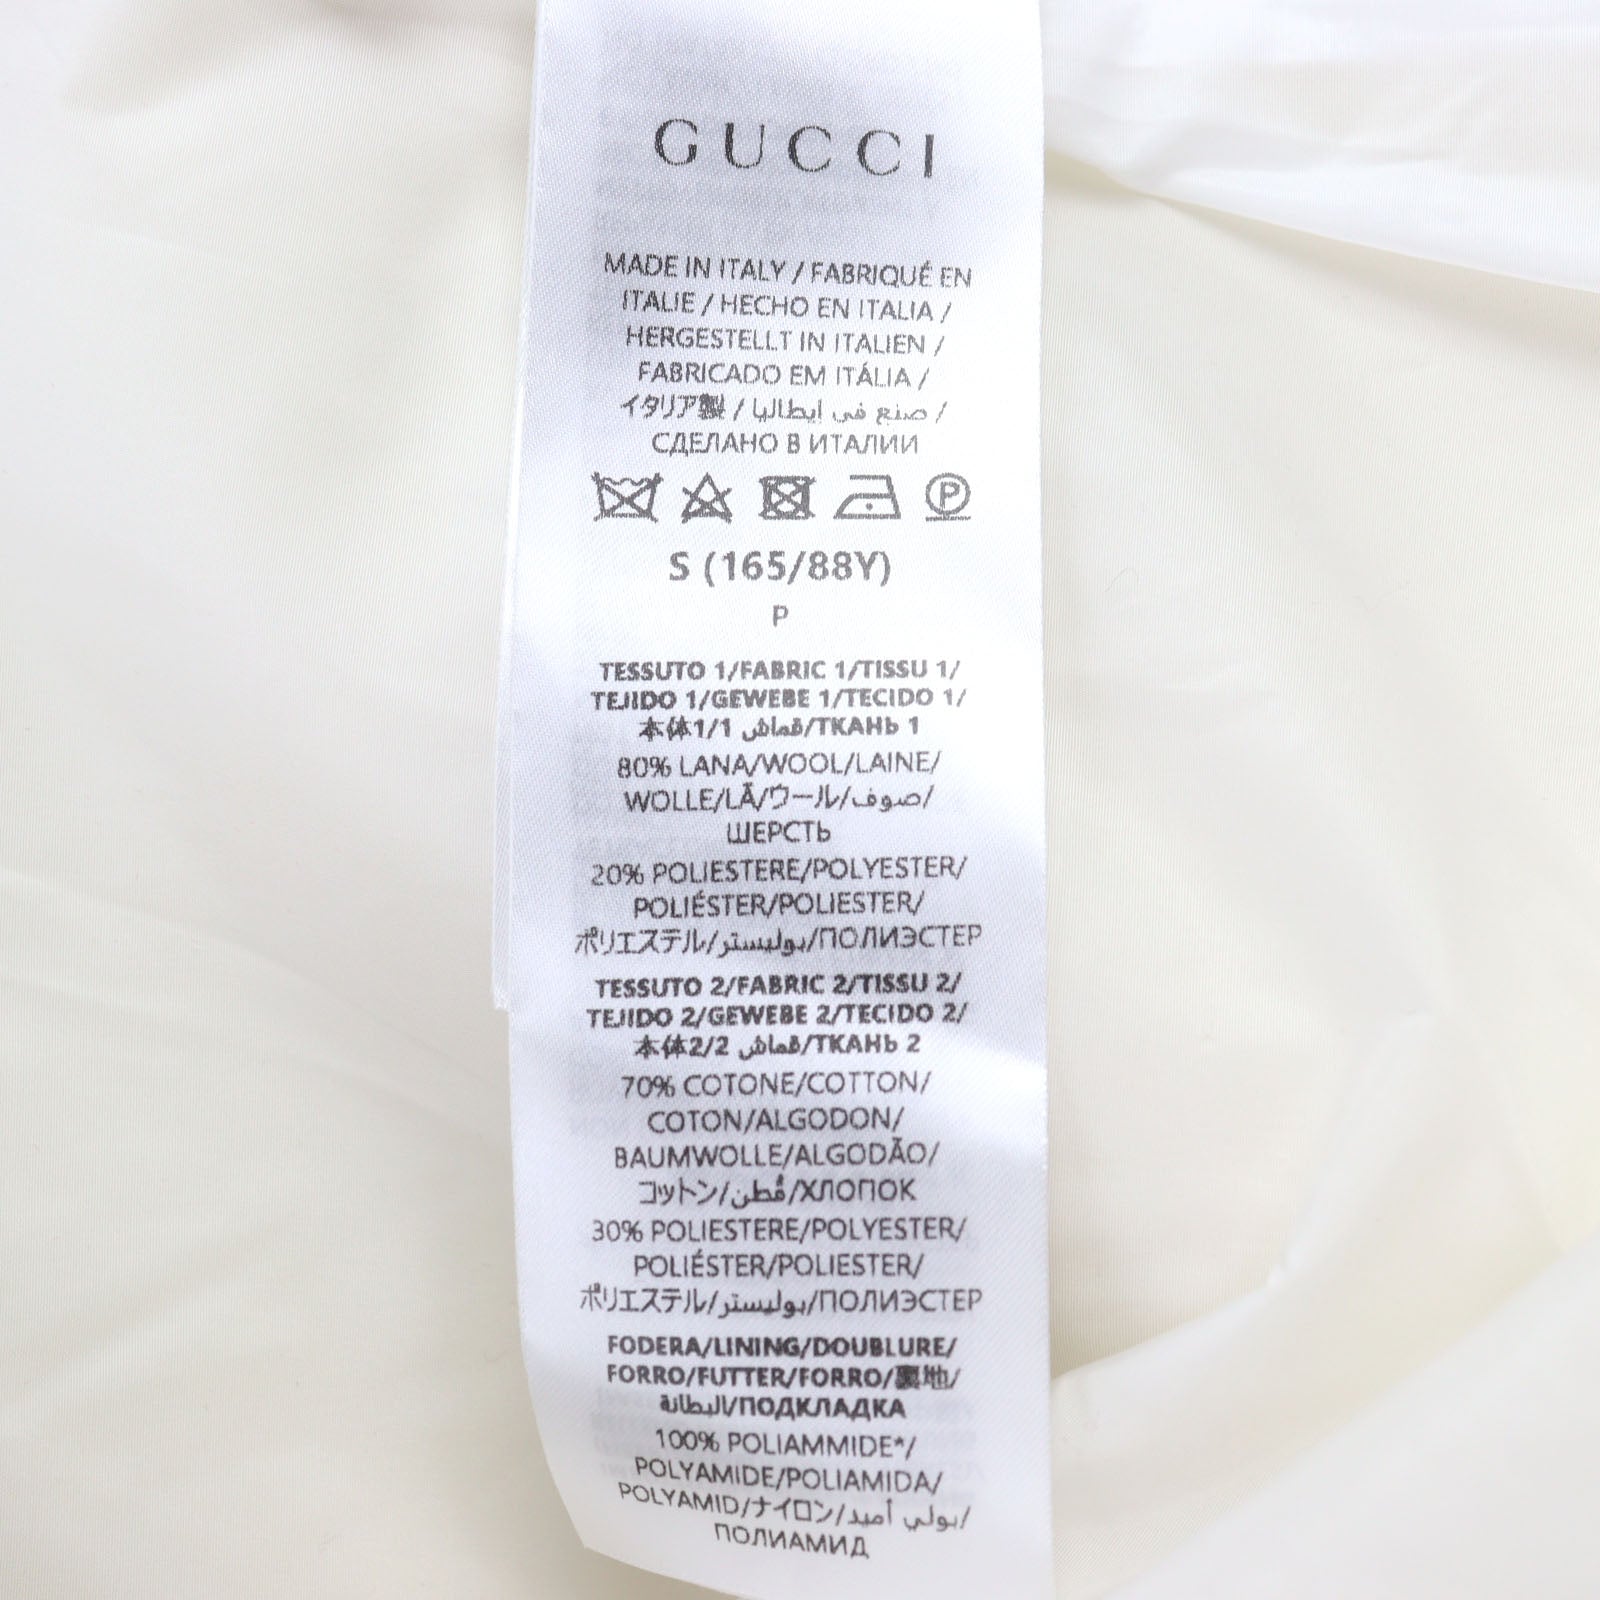 GUCCI
MADE IN ITALY / FABRIQUÉ EN
ITALIE / HECHO EN ITALIA /
HERGESTELLT IN ITALIEN /
FABRICADO EM ITÁLIA /
イタリア製 / صنع في إيطاليا /
СДЕЛАНО В ИТАЛИИ
P
S (165/88Y)
P
TESSUTO 1/FABRIC 1/TISSU 1/
TEJIDO 1/GEWEBE 1/TECIDO 1/
本体1/1 قماش/ТКАНЬ 1
80% LANA/WOOL/LAINE/
WOLLE/LÃ/ウール/صوف/
ШЕРСТЬ
20% POLIESTERE/POLYESTER/
POLIÉSTER/POLIESTER/
ポリエステル/بوليستر/ПОЛИЭСТЕР
TESSUTO 2/FABRIC 2/TISSU 2/
TEJIDO 2/GEWEBE 2/TECIDO 2/
本体2/2 قماش/ТКАНЬ 2
70% COTONE/COTTON/
COTON/ALGODON/
BAUMWOLLE/ALGODÃO/
コットン/قُطن/ХЛОПОК
30% POLIESTERE/POLYESTER/
POLIÉSTER/POLIESTER/
ポリエステル/بوليستر/ПОЛИЭСТЕР
FODERA/LINING/DOUBLURE/
FORRO/FUTTER/FORRO/裏地/
البطانة/ПОДКЛАДКА
100% POLIAMMIDE*/
POLYAMIDE/POLIAMIDA/
POLYAMID/ナイロン/بولي أميد/
ПОЛИАМИД